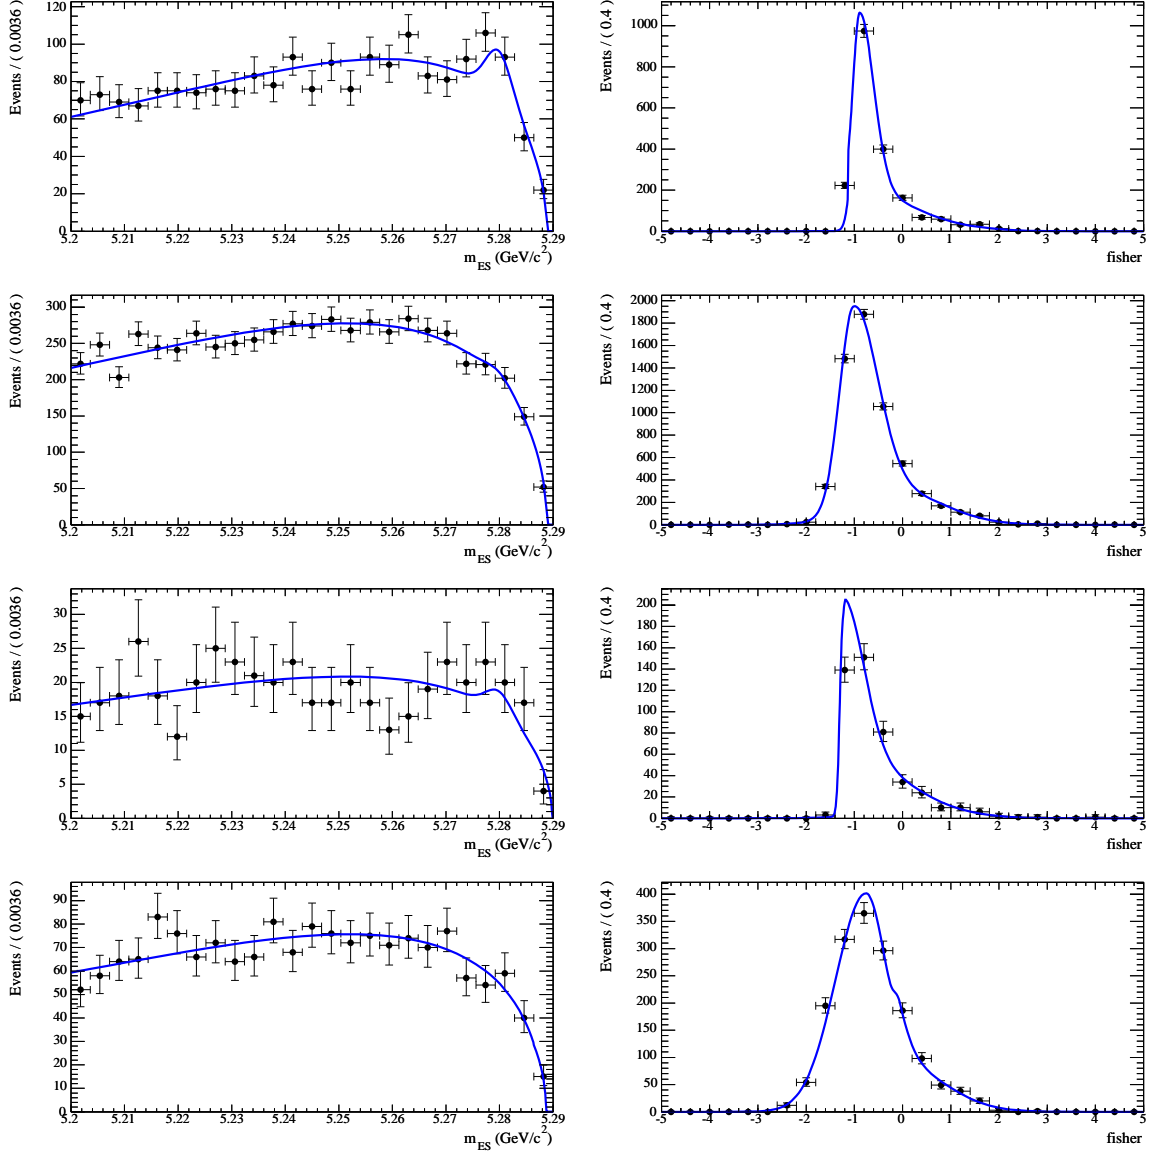 Events / ( 0.0036 )
120
100
80
60
40
20
0
5.2 5.21 5.22 5.23 5.24 5.25 5.26 5.27 5.28 5.29
m_ES (GeV/c^2)
Events / ( 0.4 )
1000
800
600
400
200
0
-5 -4 -3 -2 -1 0 1 2 3 4 5
fisher
Events / ( 0.0036 )
300
250
200
150
100
50
0
5.2 5.21 5.22 5.23 5.24 5.25 5.26 5.27 5.28 5.29
m_ES (GeV/c^2)
Events / ( 0.4 )
2000
1800
1600
1400
1200
1000
800
600
400
200
0
-5 -4 -3 -2 -1 0 1 2 3 4 5
fisher
Events / ( 0.0036 )
30
25
20
15
10
5
0
5.2 5.21 5.22 5.23 5.24 5.25 5.26 5.27 5.28 5.29
m_ES (GeV/c^2)
Events / ( 0.4 )
200
180
160
140
120
100
80
60
40
20
0
-5 -4 -3 -2 -1 0 1 2 3 4 5
fisher
Events / ( 0.0036 )
90
80
70
60
50
40
30
20
10
0
5.2 5.21 5.22 5.23 5.24 5.25 5.26 5.27 5.28 5.29
m_ES (GeV/c^2)
Events / ( 0.4 )
400
350
300
250
200
150
100
50
0
-5 -4 -3 -2 -1 0 1 2 3 4 5
fisher